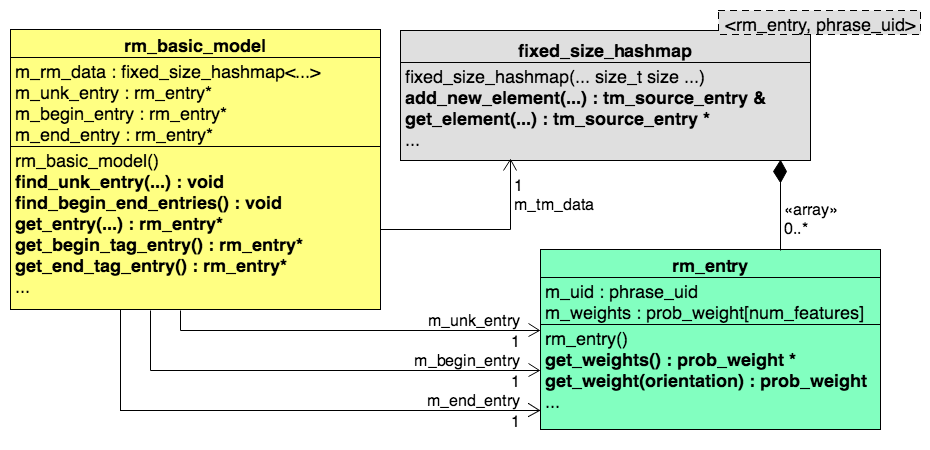 <rm_entry, phrase_uid>
rm_basic_model
m_rm_data : fixed_size_hashmap<...>
m_unk_entry : rm_entry*
m_begin_entry : rm_entry*
m_end_entry : rm_entry*
rm_basic_model()
find_unk_entry(...) : void
find_begin_end_entries() : void
get_entry(...) : rm_entry*
get_begin_tag_entry() : rm_entry*
get_end_tag_entry() : rm_entry*
...
fixed_size_hashmap
fixed_size_hashmap(... size_t size ...)
add_new_element(...) : tm_source_entry &
get_element(...) : tm_source_entry *
...
1
m_tm_data
«array»
0..*
rm_entry
m_uid : phrase_uid
m_weights : prob_weight[num_features]
rm_entry()
get_weights() : prob_weight *
get_weight(orientation) : prob_weight
...
m_unk_entry
1
m_begin_entry
1
m_end_entry
1